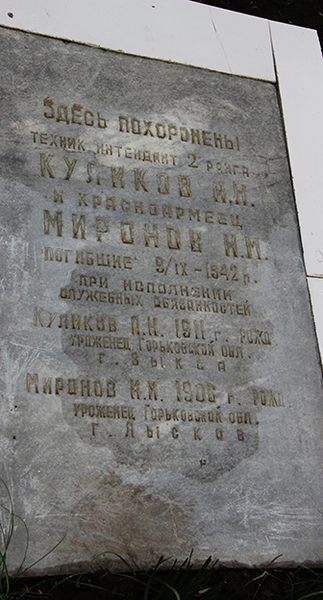 ЗДЕСЬ ПОХОРОНЕНЫ
ТЕХНИК ИНТЕНДАНТ 2 РАНГА
КУЛИКОВ П.И.
И КРАСНОАРМЕЕЦ
МИРОНОВ И.И.
ПОГИБШИЕ 9/IX-1942 г.
ПРИ ИСПОЛНЕНИИ
СЛУЖЕБНЫХ ОБЯЗАННОСТЕЙ
КУЛИКОВ П.И. 1911 г. РОЖД
УРОЖЕНЕЦ ГОРЬКОВСКОЙ ОБЛ.
г. ВЫКСА
МИРОНОВ И.И. 1906 г. РОЖД
УРОЖЕНЕЦ ГОРЬКОВСКОЙ ОБЛ.
г. ЛЫСКОВ